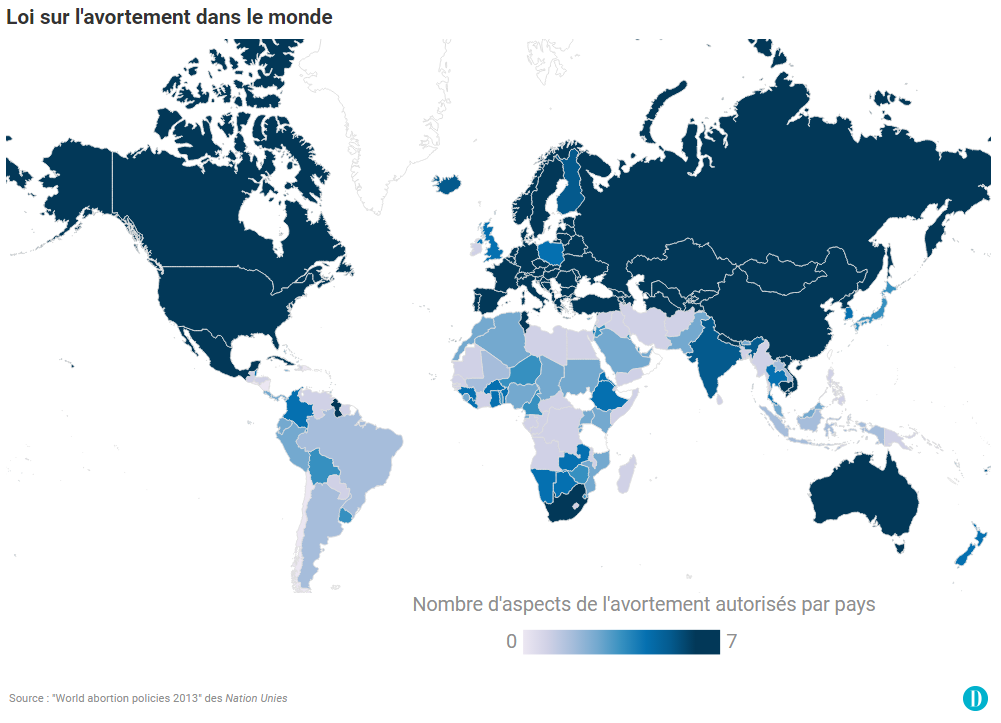 Loi sur l'avortement dans le monde
Nombre d'aspects de l'avortement autorisés par pays
0 7
Source : "World abortion policies 2013" des Nation Unies
D